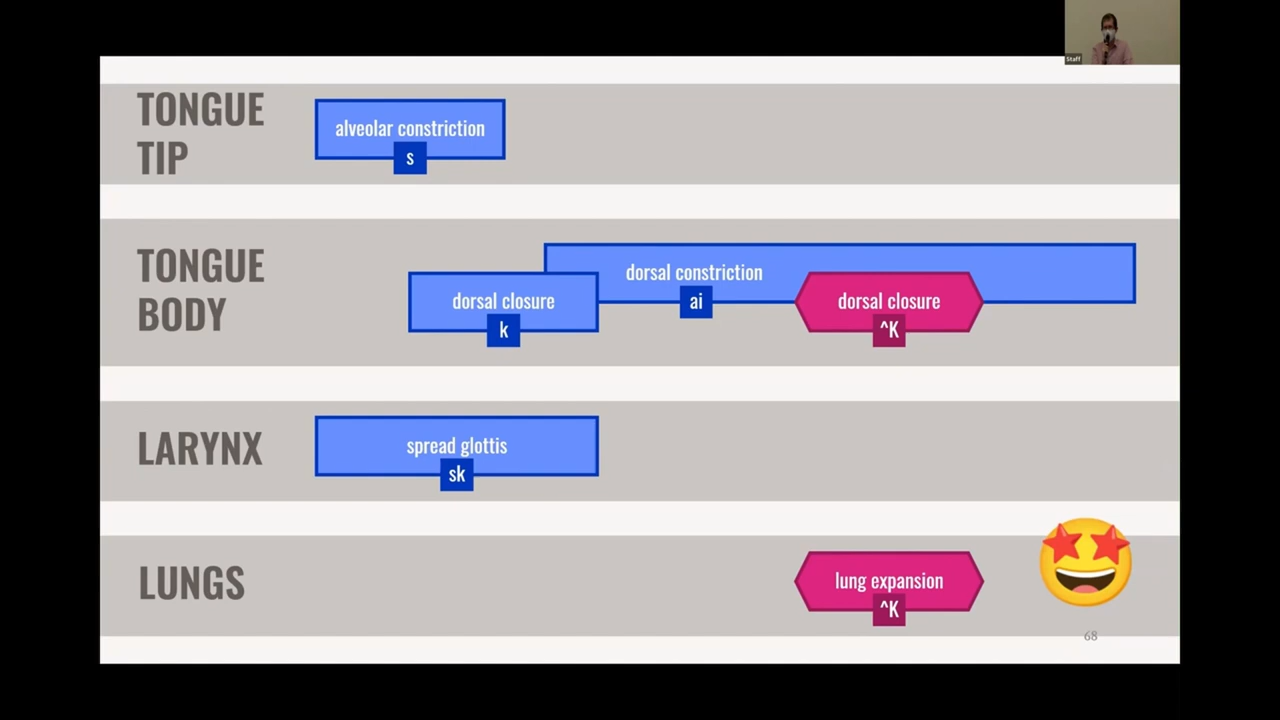 Staff
TONGUE
TIP
alveolar constriction
s
TONGUE
BODY
dorsal constriction
ai
dorsal closure
k
dorsal closure
^K
LARYNX
spread glottis
sk
LUNGS
lung expansion
^K
68